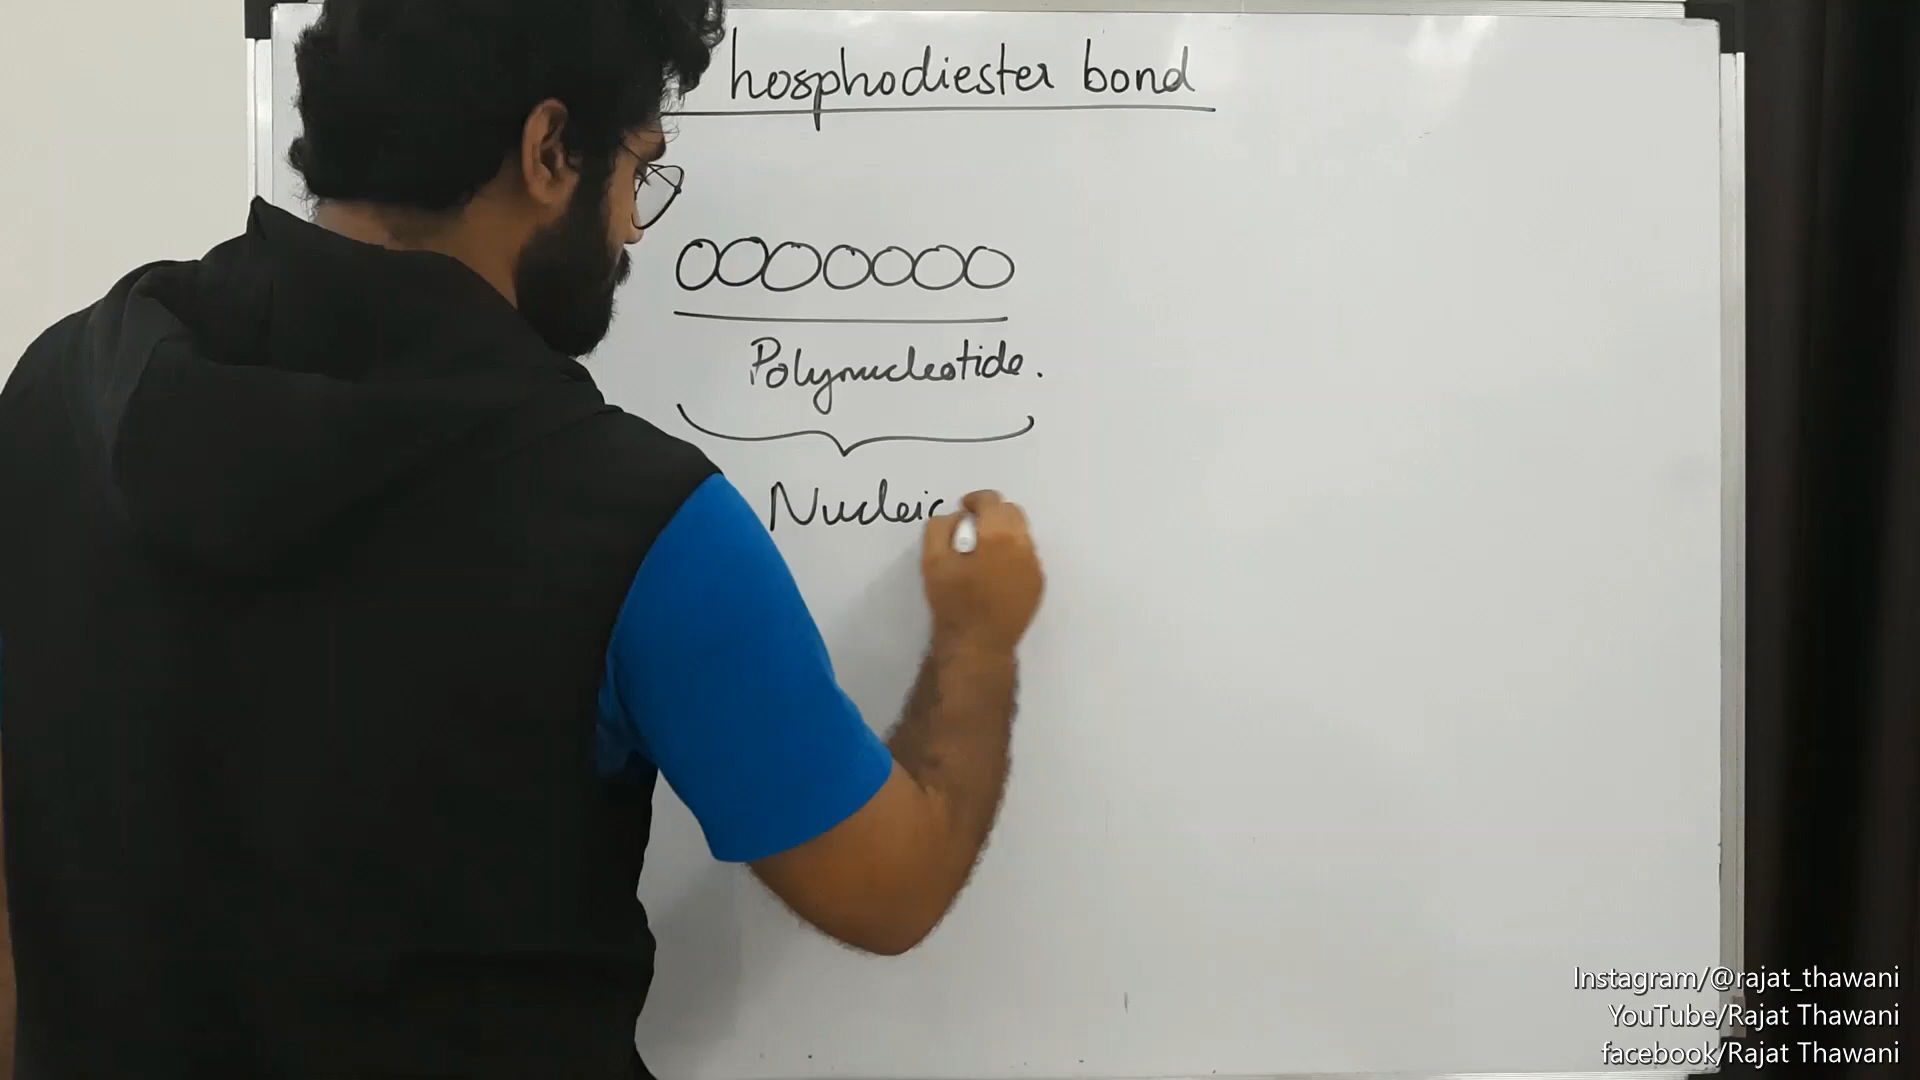 hosphodiester bond
Polynucleotide.
Nucleic
Instagram/@rajat_thawani
YouTube/Rajat Thawani
facebook/Rajat Thawani